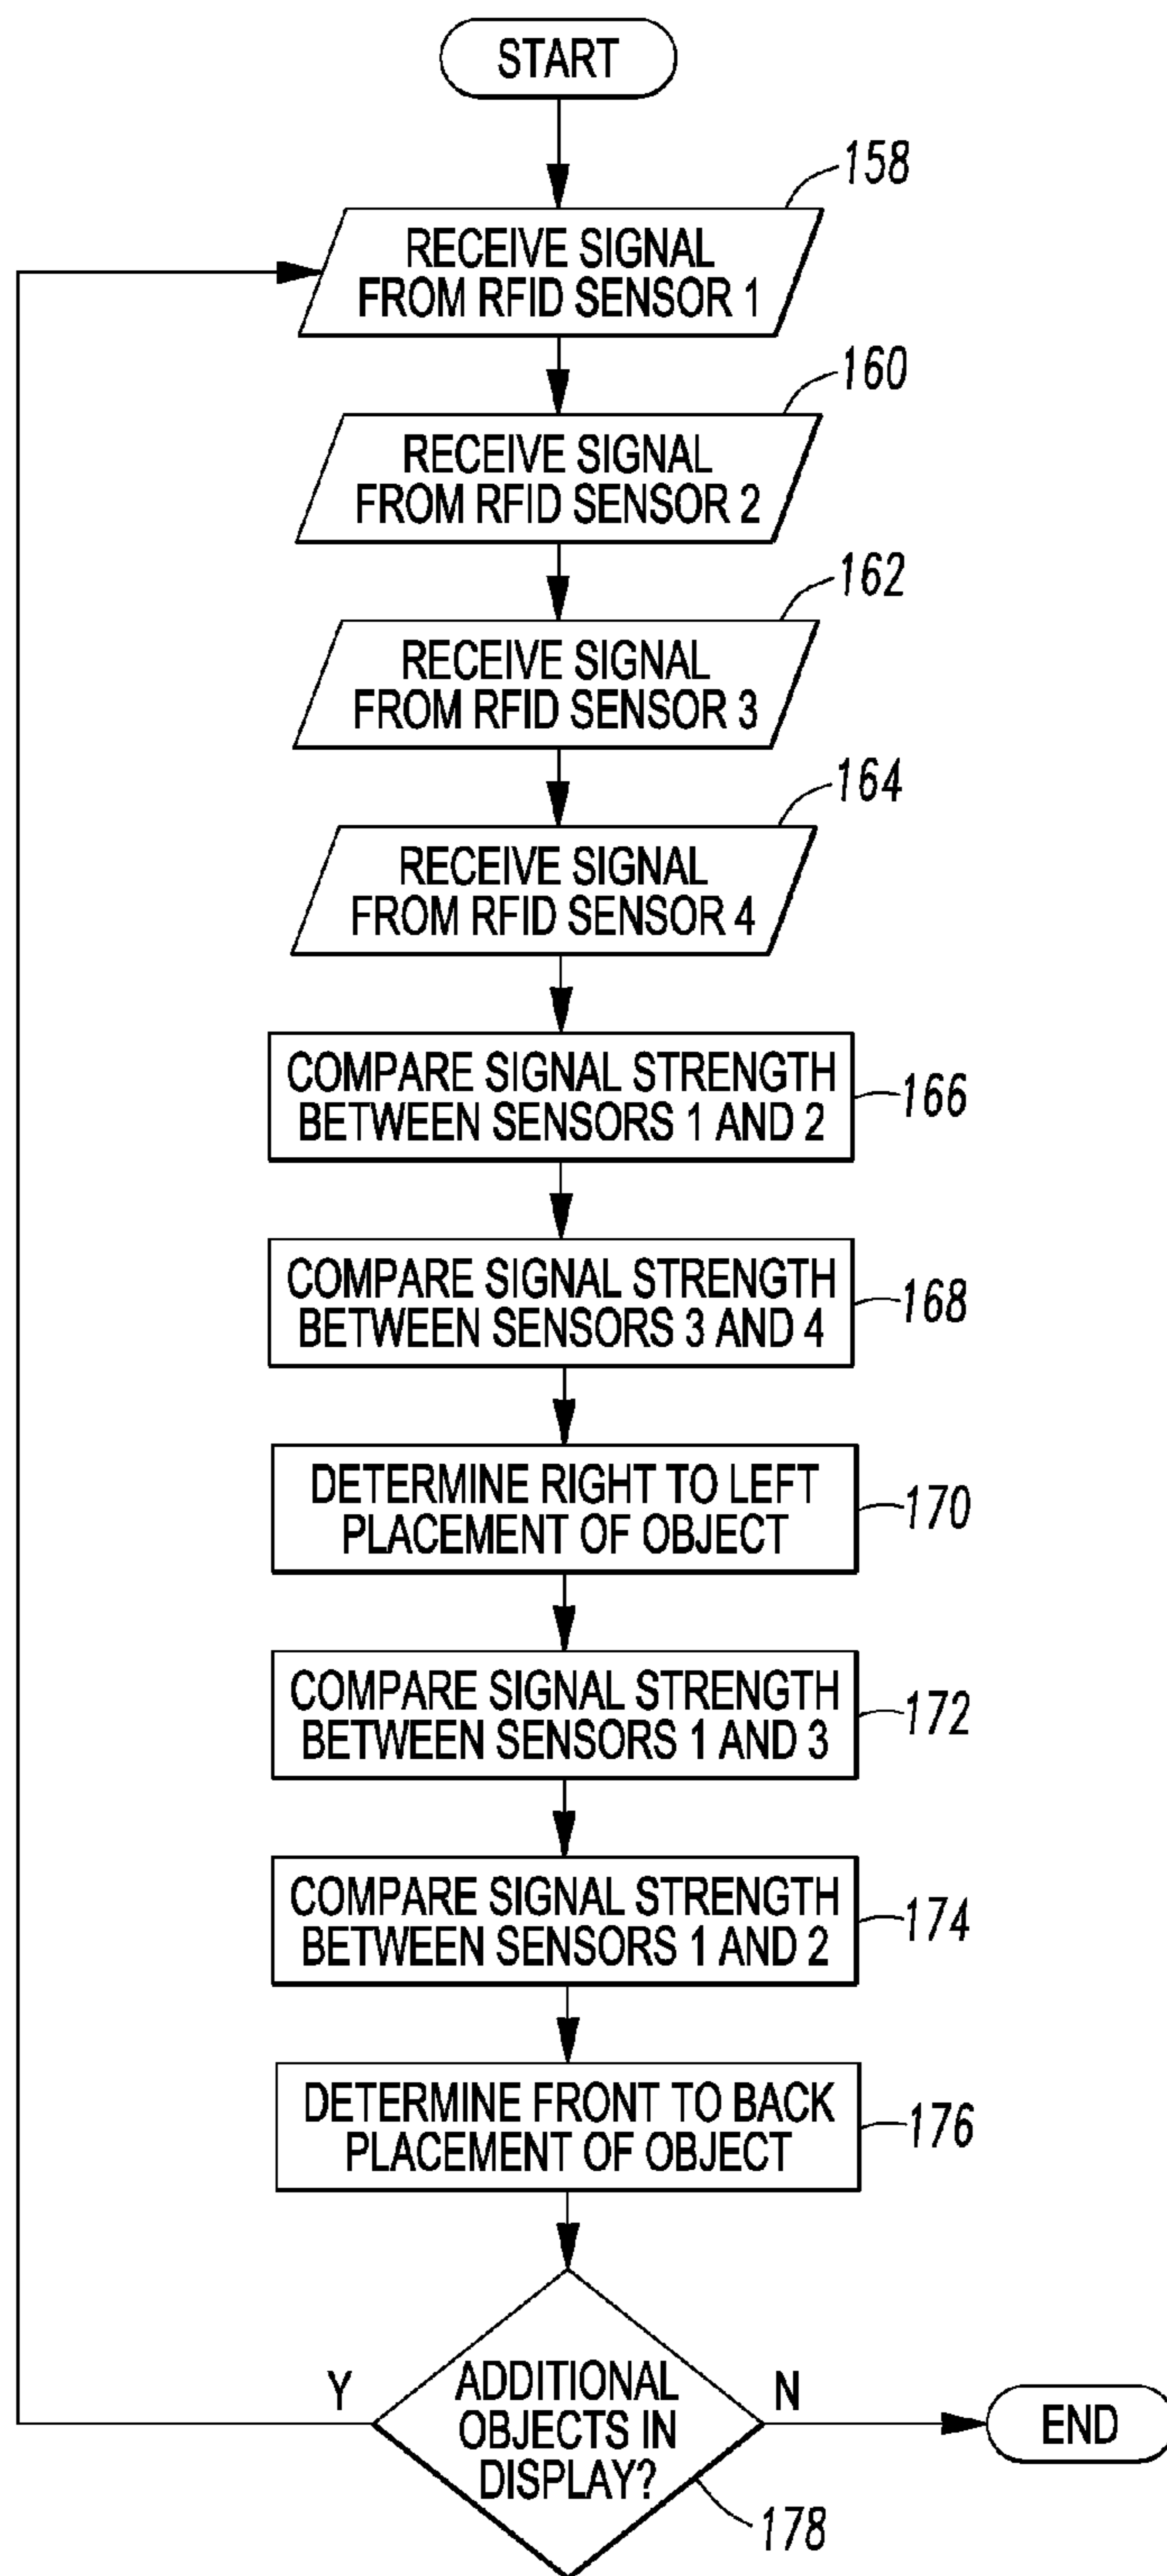 START
158
RECEIVE SIGNAL
FROM RFID SENSOR 1
160
RECEIVE SIGNAL
FROM RFID SENSOR 2
162
RECEIVE SIGNAL
FROM RFID SENSOR 3
164
RECEIVE SIGNAL
FROM RFID SENSOR 4
COMPARE SIGNAL STRENGTH
BETWEEN SENSORS 1 AND 2
166
COMPARE SIGNAL STRENGTH
BETWEEN SENSORS 3 AND 4
168
DETERMINE RIGHT TO LEFT
PLACEMENT OF OBJECT
170
COMPARE SIGNAL STRENGTH
BETWEEN SENSORS 1 AND 3
172
COMPARE SIGNAL STRENGTH
BETWEEN SENSORS 1 AND 2
174
DETERMINE FRONT TO BACK
PLACEMENT OF OBJECT
176
Y
ADDITIONAL
OBJECTS IN
DISPLAY?
N
END
178